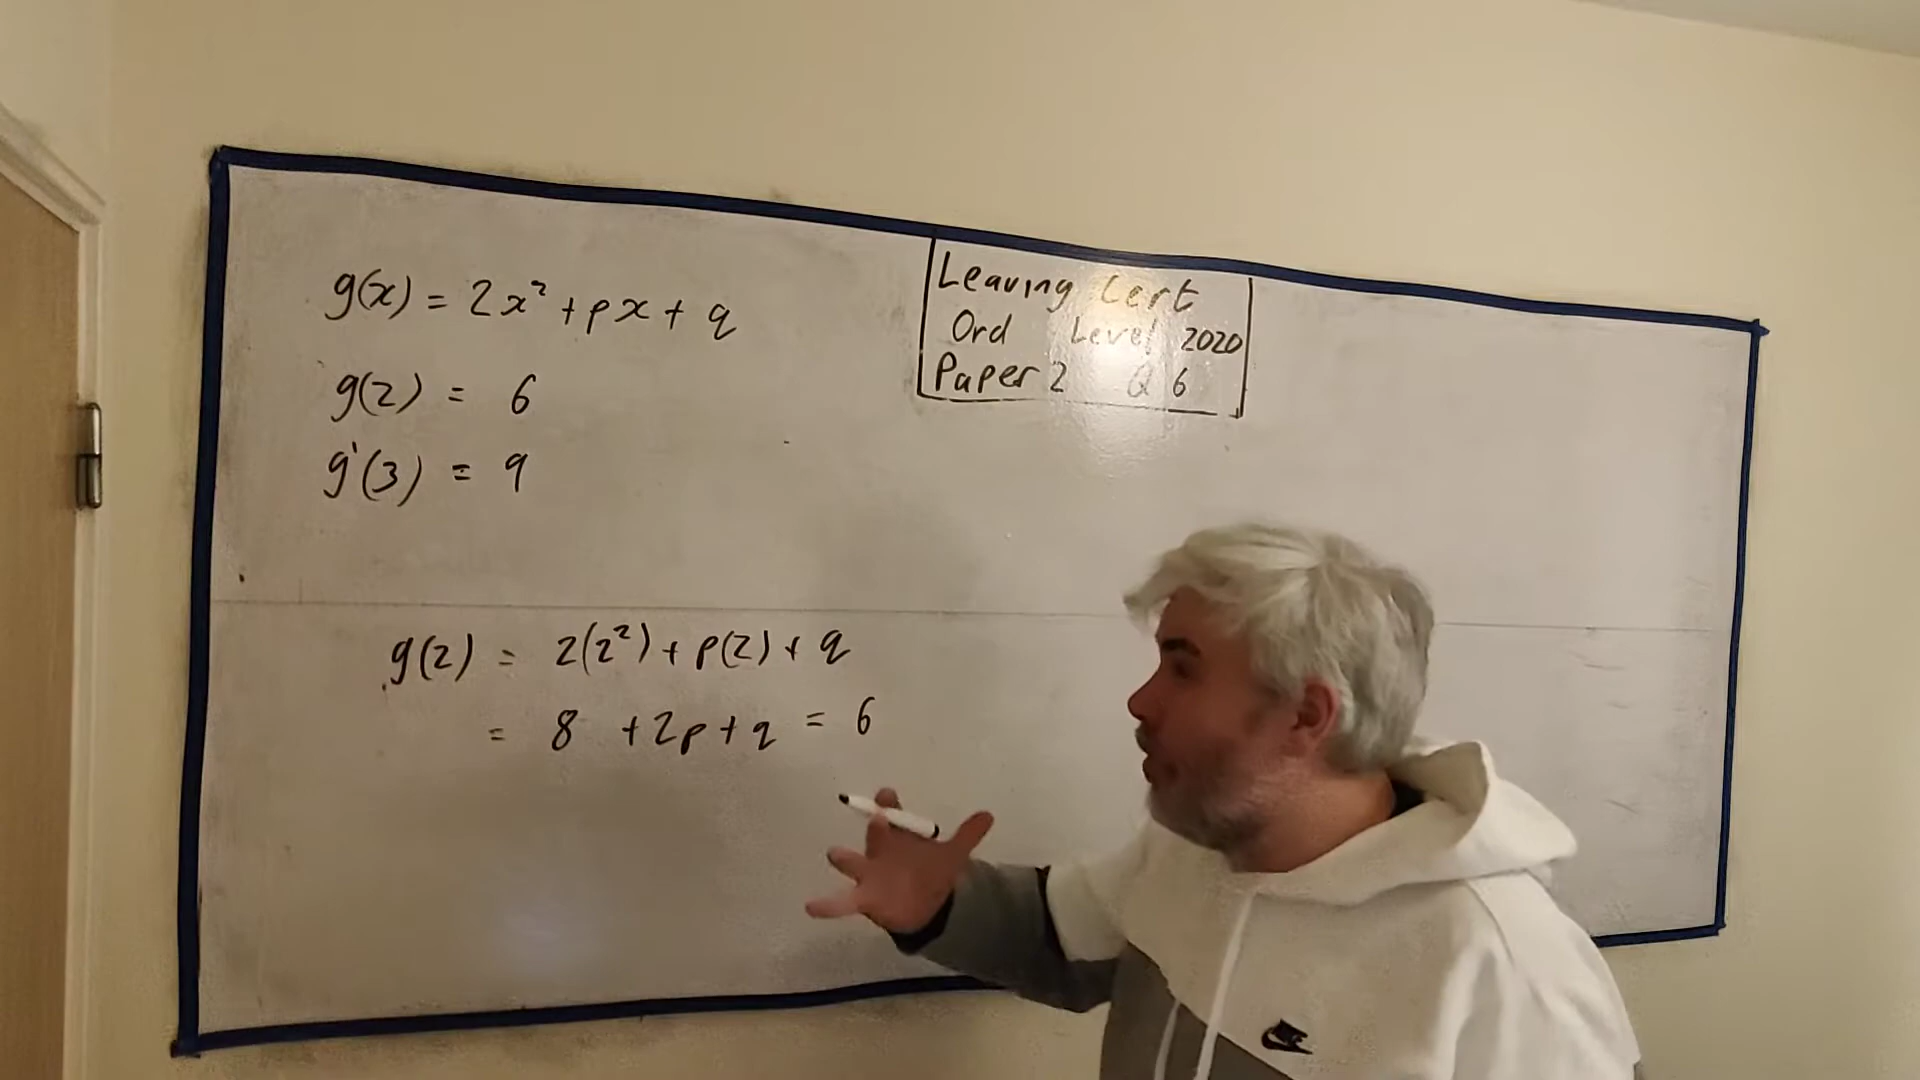 g(x) = 2x² + px + q
g(2) = 6
g'(3) = 9
Leaving Cert
Ord Level 2020
Paper 2 Q 6
g(2) = 2(2²) + p(2) + q
= 8 + 2p + q = 6